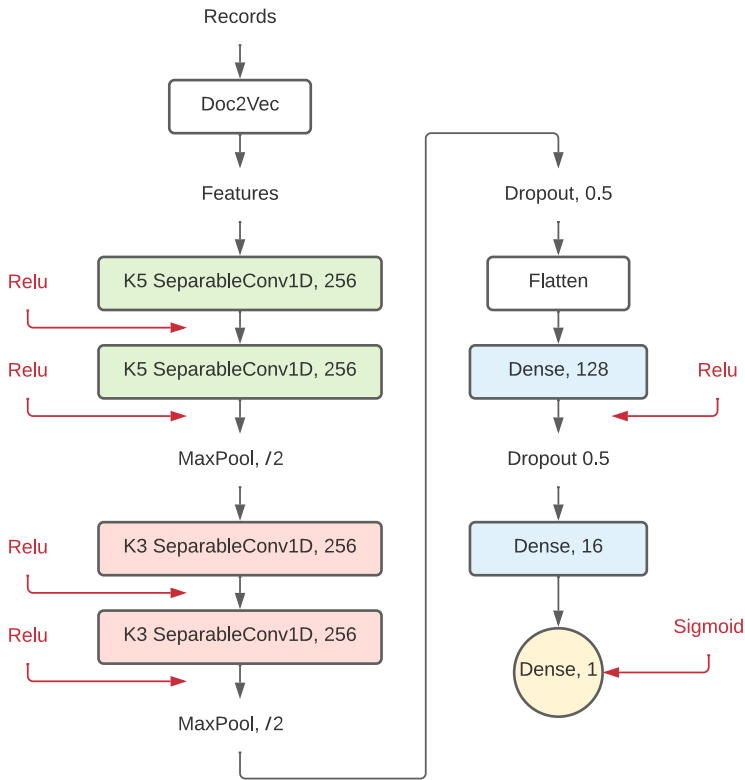 Records
Doc2Vec
Features
K5 SeparableConv1D, 256
Relu
K5 SeparableConv1D, 256
Relu
MaxPool, /2
K3 SeparableConv1D, 256
Relu
K3 SeparableConv1D, 256
Relu
MaxPool, /2
Dropout, 0.5
Flatten
Dense, 128
Relu
Dropout 0.5
Dense, 16
Dense, 1
Sigmoid